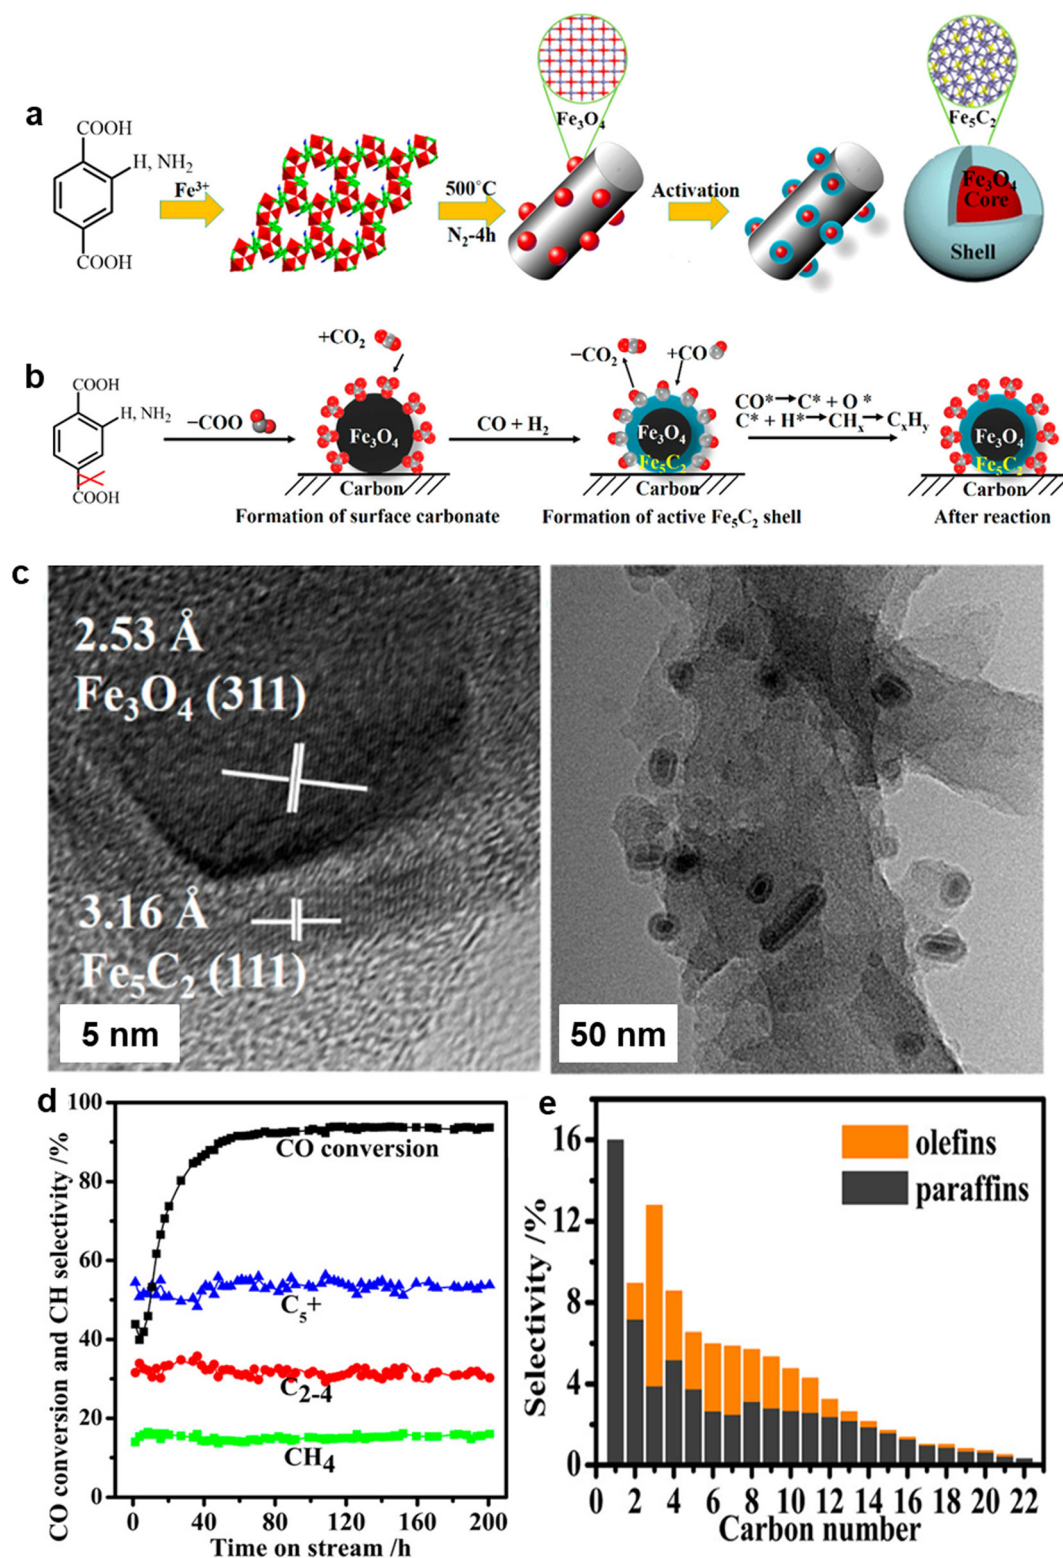 a
COOH
H, NH₂
COOH
Fe³⁺
500°C
N₂-4h
Fe₃O₄
Activation
Fe₅C₂
Fe₃O₄
Core
Shell
b
COOH
H, NH₂
COOH
−COO
+CO₂
Fe₃O₄
Carbon
Formation of surface carbonate
CO + H₂
−CO₂
+CO
Fe₃O₄
Fe₅C₂
Carbon
Formation of active Fe₅C₂ shell
CO*→C* + O *
C* + H*→CHₓ→CₓHᵧ
Fe₃O₄
Fe₅C₂
Carbon
After reaction
c
2.53 Å
Fe₃O₄ (311)
3.16 Å
Fe₅C₂ (111)
5 nm
50 nm
d
CO conversion and CH selectivity /%
100
80
60
40
20
0
CO conversion
C₅+
C₂₋₄
CH₄
0 40 80 120 160 200
Time on stream /h
e
Selectivity /%
16
12
8
4
0
olefins
paraffins
0 2 4 6 8 10 12 14 16 18 20 22
Carbon number